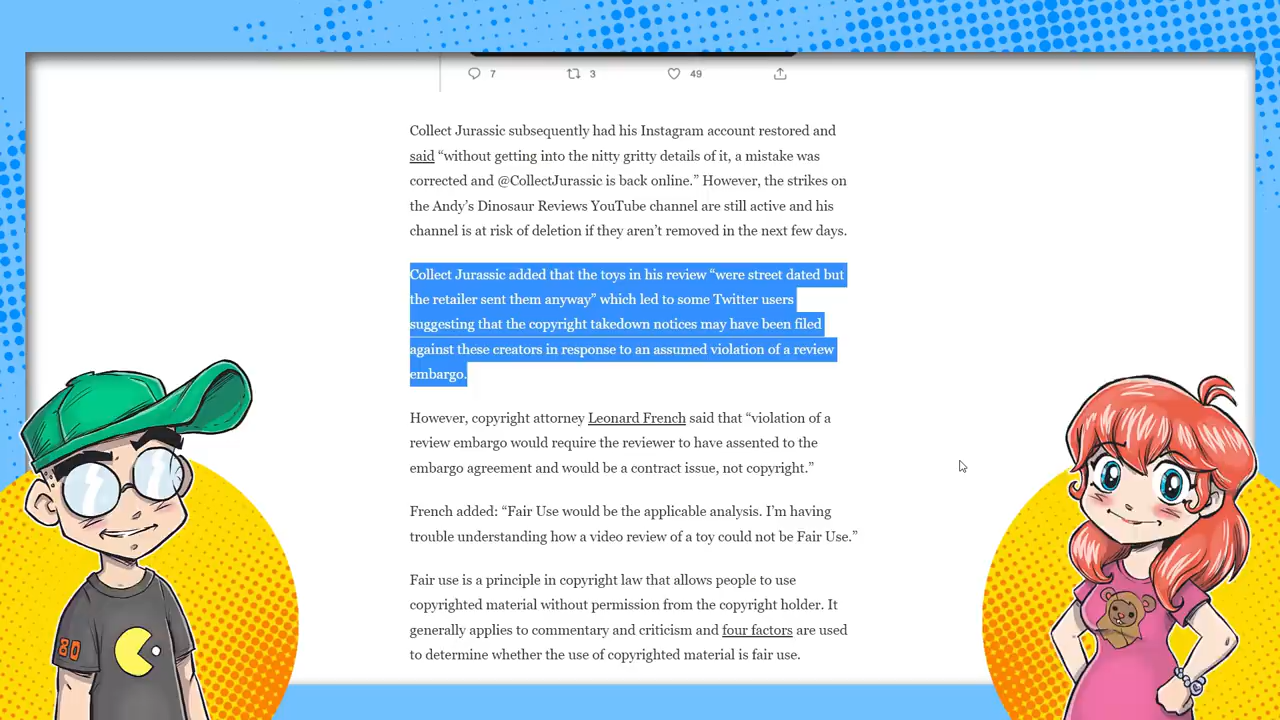 7 3 49
Collect Jurassic subsequently had his Instagram account restored and
said “without getting into the nitty gritty details of it, a mistake was
corrected and @CollectJurassic is back online.” However, the strikes on
the Andy’s Dinosaur Reviews YouTube channel are still active and his
channel is at risk of deletion if they aren’t removed in the next few days.
Collect Jurassic added that the toys in his review “were street dated but
the retailer sent them anyway” which led to some Twitter users
suggesting that the copyright takedown notices may have been filed
against these creators in response to an assumed violation of a review
embargo.
However, copyright attorney Leonard French said that “violation of a
review embargo would require the reviewer to have assented to the
embargo agreement and would be a contract issue, not copyright.”
French added: “Fair Use would be the applicable analysis. I’m having
trouble understanding how a video review of a toy could not be Fair Use.”
Fair use is a principle in copyright law that allows people to use
copyrighted material without permission from the copyright holder. It
generally applies to commentary and criticism and four factors are used
to determine whether the use of copyrighted material is fair use.
80